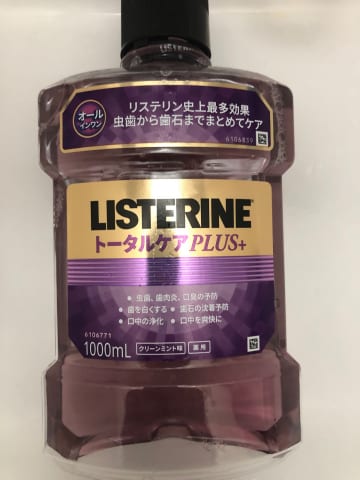 LISTERINE
オール
インワン
リステリン史上最多効果
虫歯から歯石までまとめてケア
6106839
LISTERINE®
トータルケアPLUS+
• 虫歯、歯肉炎、口臭の予防
• 歯を白くする • 歯石の沈着予防
• 口中の浄化 • 口中を爽快に
6106771
1000mL
クリーンミント味
薬用